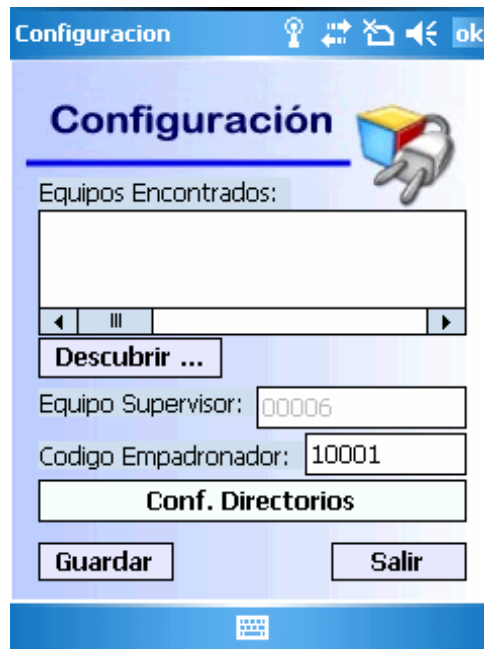 Configuracion ok
Configuración
Equipos Encontrados:
Descubrir ...
Equipo Supervisor: 00006
Codigo Empadronador: 10001
Conf. Directorios
Guardar Salir